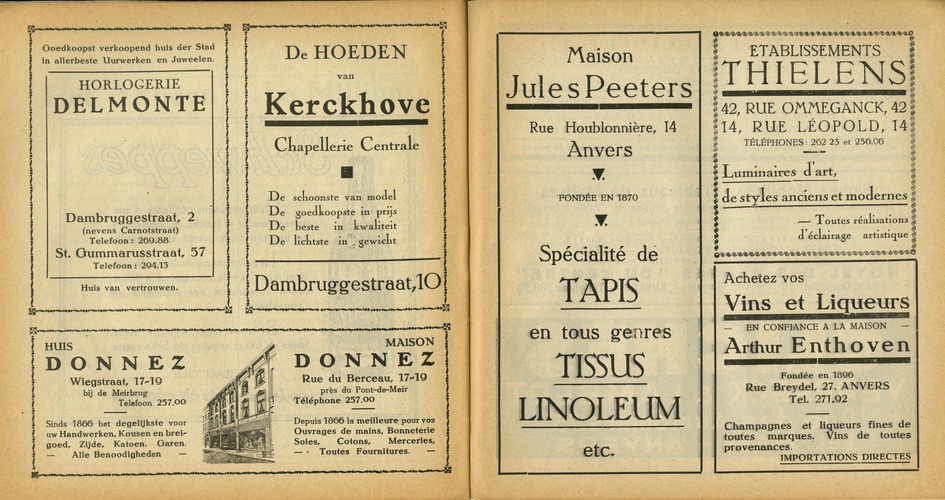 Goedkoopst verkoopend huis der Stad
in allerbeste Uurwerken en Juweelen.
HORLOGERIE
DELMONTE
Dambruggestraat, 2
(nevens Carnotstraat)
Telefoon: 269.88.
St. Gummarusstraat, 57
Telefoon: 294.13
Huis van vertrouwen.
De HOEDEN
van
Kerckhove
Chapellerie Centrale
De schoonste van model
De goedkoopste in prijs
De beste in kwaliteit
De lichtste in gewicht
Dambruggestraat,10
HUIS
DONNEZ
Wiegstraat, 17-19
bij de Meirbrug
Telefoon 257.00
Sinds 1866 het degelijkste voor
uw Handwerken, Kousen en brei-
goed, Zijde, Katoen. Garen.
— Alle Benoodigheden —
MAISON
DONNEZ
Rue du Berceau, 17-19
près du Pont-de-Meir
Téléphone 257.00
Depuis 1866 la meilleure pour vos
Ouvrages de mains, Bonneterie
Soies, Cotons, Merceries,
— Toutes Fournitures. —
Maison
Jules Peeters
Rue Houblonnière, 14
Anvers
FONDÉE EN 1870
Spécialité de
TAPIS
en tous genres
TISSUS
LINOLEUM
etc.
ETABLISSEMENTS
THIELENS
42, RUE OMMEGANCK, 42
14, RUE LÉOPOLD, 14
TÉLÉPHONES: 262 23 et 256.06
Luminaires d'art,
de styles anciens et modernes
— Toutes réalisations
d'éclairage artistique
Achetez vos
Vins et Liqueurs
— EN CONFIANCE A LA MAISON —
Arthur Enthoven
Fondée en 1896
Rue Breydel, 27, ANVERS
Tel. 271,92
Champagnes et liqueurs fines de
toutes marques. Vins de toutes
provenances.
IMPORTATIONS DIRECTES